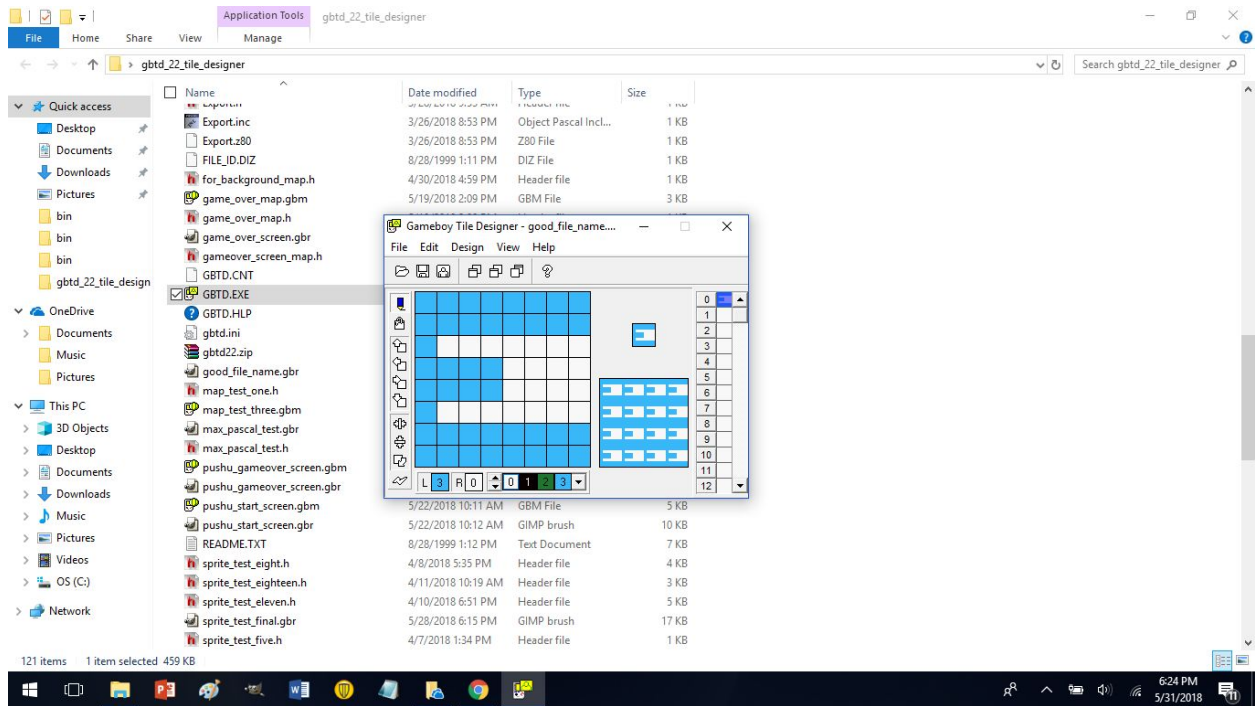 Application Tools gbtd_22_tile_designer
File Home Share View Manage
gbtd_22_tile_designer Search gbtd_22_tile_designer
Quick access
Desktop
Documents
Downloads
Pictures
bin
bin
bin
gbtd_22_tile_design
OneDrive
Documents
Music
Pictures
This PC
3D Objects
Desktop
Documents
Downloads
Music
Pictures
Videos
OS (C:)
Network
Name Date modified Type Size
Export.inc 3/26/2018 8:53 PM Object Pascal Incl... 1 KB
Export.z80 3/26/2018 8:53 PM Z80 File 1 KB
FILE_ID.DIZ 8/28/1999 1:11 PM DIZ File 1 KB
for_background_map.h 4/30/2018 4:59 PM Header file 1 KB
game_over_map.gbm 5/19/2018 2:09 PM GBM File 3 KB
game_over_map.h
game_over_screen.gbr
gameover_screen_map.h
GBTD.CNT
GBTD.EXE
GBTD.HLP
gbtd.ini
gbtd22.zip
good_file_name.gbr
map_test_one.h
map_test_three.gbm
max_pascal_test.gbr
max_pascal_test.h
pushu_gameover_screen.gbm
pushu_gameover_screen.gbr
pushu_start_screen.gbm 5/22/2018 10:11 AM GBM File 5 KB
pushu_start_screen.gbr 5/22/2018 10:12 AM GIMP brush 10 KB
README.TXT 8/28/1999 1:12 PM Text Document 7 KB
sprite_test_eight.h 4/8/2018 5:35 PM Header file 4 KB
sprite_test_eighteen.h 4/11/2018 10:19 AM Header file 3 KB
sprite_test_eleven.h 4/10/2018 6:51 PM Header file 5 KB
sprite_test_final.gbr 5/28/2018 6:15 PM GIMP brush 17 KB
sprite_test_five.h 4/7/2018 1:34 PM Header file 1 KB
Gameboy Tile Designer - good_file_name....
File Edit Design View Help
0
1
2
3
4
5
6
7
8
9
10
11
12
L 3 R 0 0 1 2 3
121 items 1 item selected 459 KB
6:24 PM
5/31/2018
11